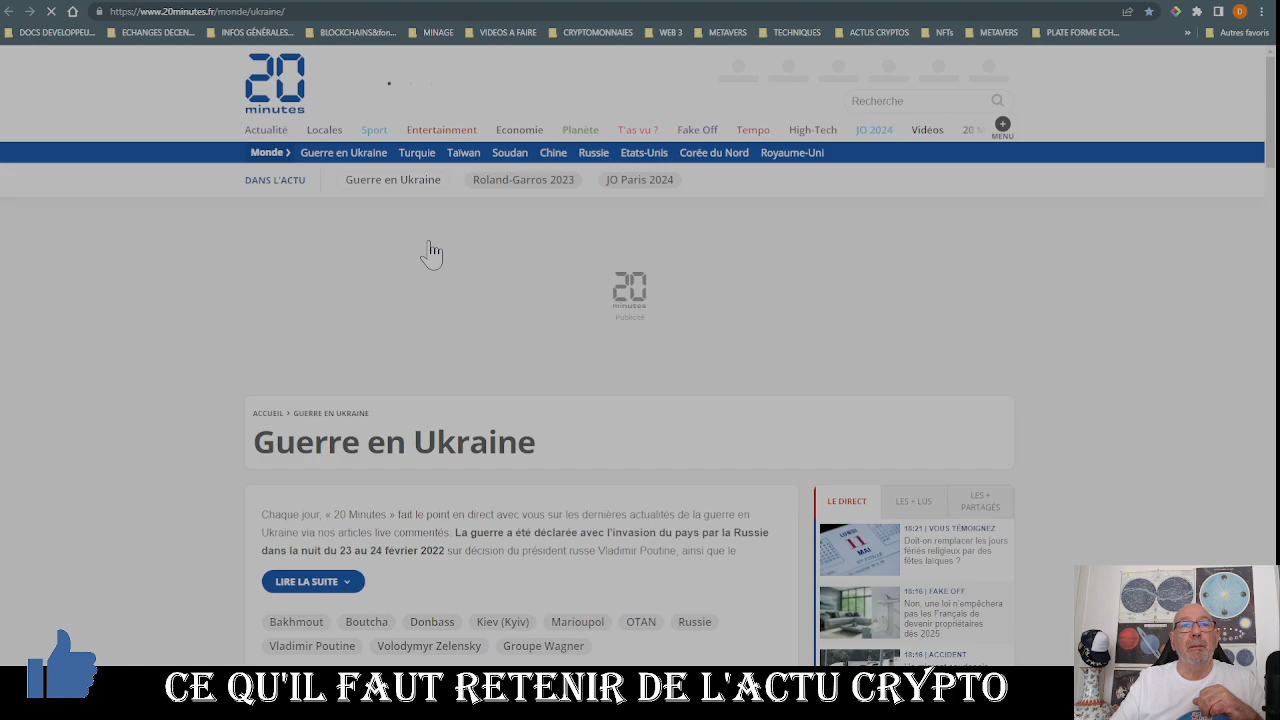 https://www.20minutes.fr/monde/ukraine/
DOCS DEVELOPPEU... ECHANGES DECEN... INFOS GÉNÉRALES... BLOCKCHAINS&fon... MINAGE VIDEOS A FAIRE CRYPTOMONNAIES WEB 3 METAVERS TECHNIQUES ACTUS CRYPTOS NFTs METAVERS PLATE FORME ECH... » Autres favoris
20
minutes
Recherche
Actualité Locales Sport Entertainment Economie Planète T'as vu ? Fake Off Tempo High-Tech JO 2024 Vidéos 20 M
MENU
Monde Guerre en Ukraine Turquie Taïwan Soudan Chine Russie Etats-Unis Corée du Nord Royaume-Uni
DANS L'ACTU Guerre en Ukraine Roland-Garros 2023 JO Paris 2024
20
minutes
Publicité
ACCUEIL > GUERRE EN UKRAINE
Guerre en Ukraine
Chaque jour, « 20 Minutes » fait le point en direct avec vous sur les dernières actualités de la guerre en
Ukraine via nos articles live commentés. La guerre a été déclarée avec l'invasion du pays par la Russie
dans la nuit du 23 au 24 février 2022 sur décision du président russe Vladimir Poutine, ainsi que le
LIRE LA SUITE
Bakhmout Boutcha Donbass Kiev (Kyiv) Marioupol OTAN Russie
Vladimir Poutine Volodymyr Zelensky Groupe Wagner
LE DIRECT LES + LUS LES +
PARTAGÉS
LUNDI
11
MAI
18:21 | VOUS TÉMOIGNEZ
Doit-on remplacer les jours
fériés religieux par des
fêtes laïques ?
18:16 | FAKE OFF
Non, une loi n'empêchera
pas les Français de
devenir propriétaires
dès 2025
18:16 | ACCIDENT
CE QU'IL FAUT RETENIR DE L'ACTU CRYPTO